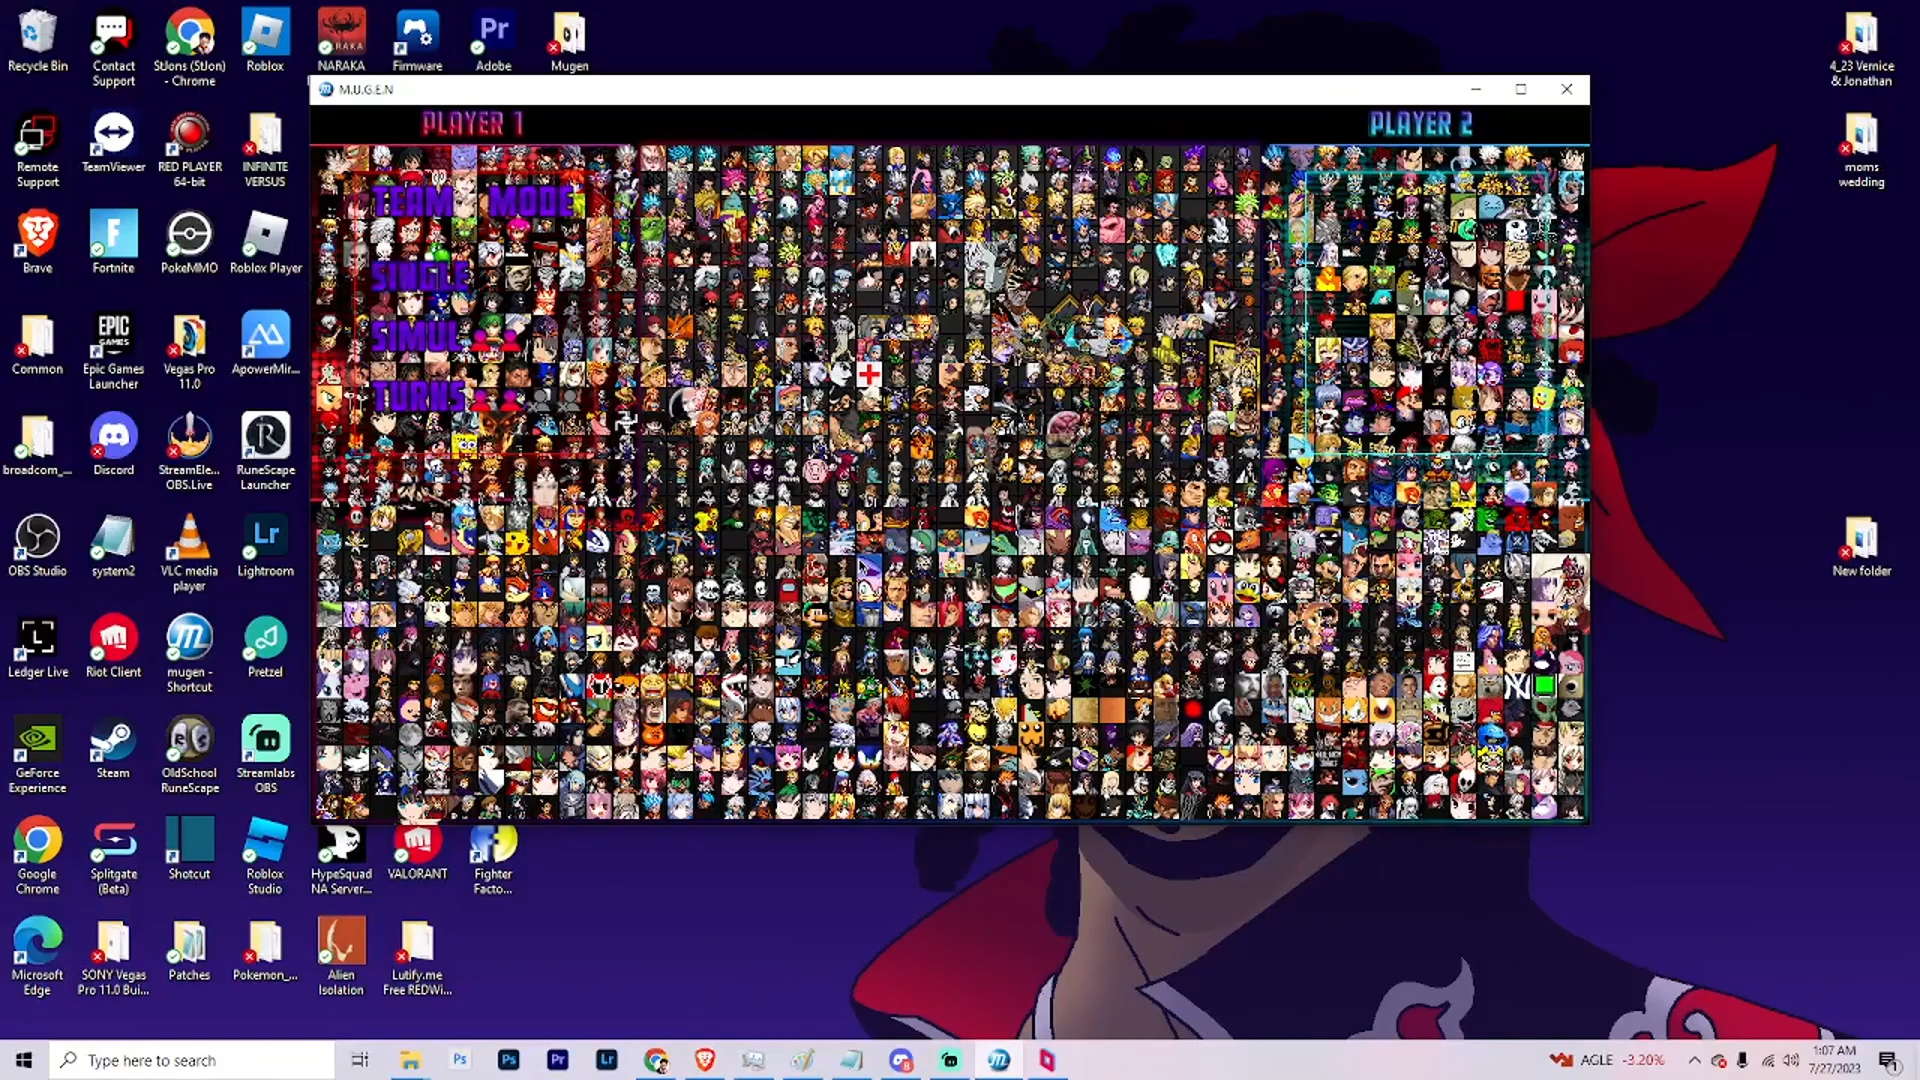 Recycle Bin
Contact Support
StJons (StJon) - Chrome
Roblox
NARAKA
Firmware
Adobe
Mugen
4_23 Vernice & Jonathan
M.U.G.E.N
PLAYER 1
PLAYER 2
Remote Support
TeamViewer
RED PLAYER 64-bit
INFINITE VERSUS
moms wedding
TEAM MODE
SINGLE
SIMUL
TURNS
Brave
Fortnite
PokeMMO
Roblox Player
Common
Epic Games Launcher
Vegas Pro 11.0
ApowerMir...
broadcom_...
Discord
StreamEle... OBS.Live
RuneScape Launcher
OBS Studio
system2
VLC media player
Lightroom
New folder
Ledger Live
Riot Client
mugen - Shortcut
Pretzel
GeForce Experience
Steam
OldSchool RuneScape
Streamlabs OBS
Google Chrome
Splitgate (Beta)
Shotcut
Roblox Studio
HypeSquad NA Server...
VALORANT
Fighter Facto...
Microsoft Edge
SONY Vegas Pro 11.0 Bui...
Patches
Pokemon_...
Alien Isolation
Lutify.me Free REDWi...
Type here to search
AGLE -3.20%
1:07 AM
7/27/2023